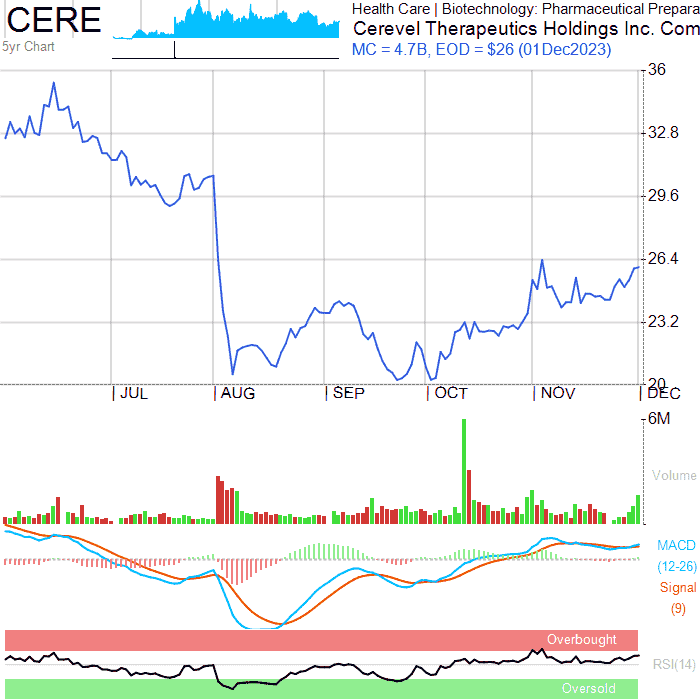 CERE
5yr Chart
Health Care | Biotechnology: Pharmaceutical Prepara
Cerevel Therapeutics Holdings Inc. Com
MC = 4.7B, EOD = $26 (01Dec2023)
36
32.8
29.6
26.4
23.2
20
JUL
AUG
SEP
OCT
NOV
DEC
6M
Volume
MACD
(12-26)
Signal
(9)
Overbought
RSI(14)
Oversold